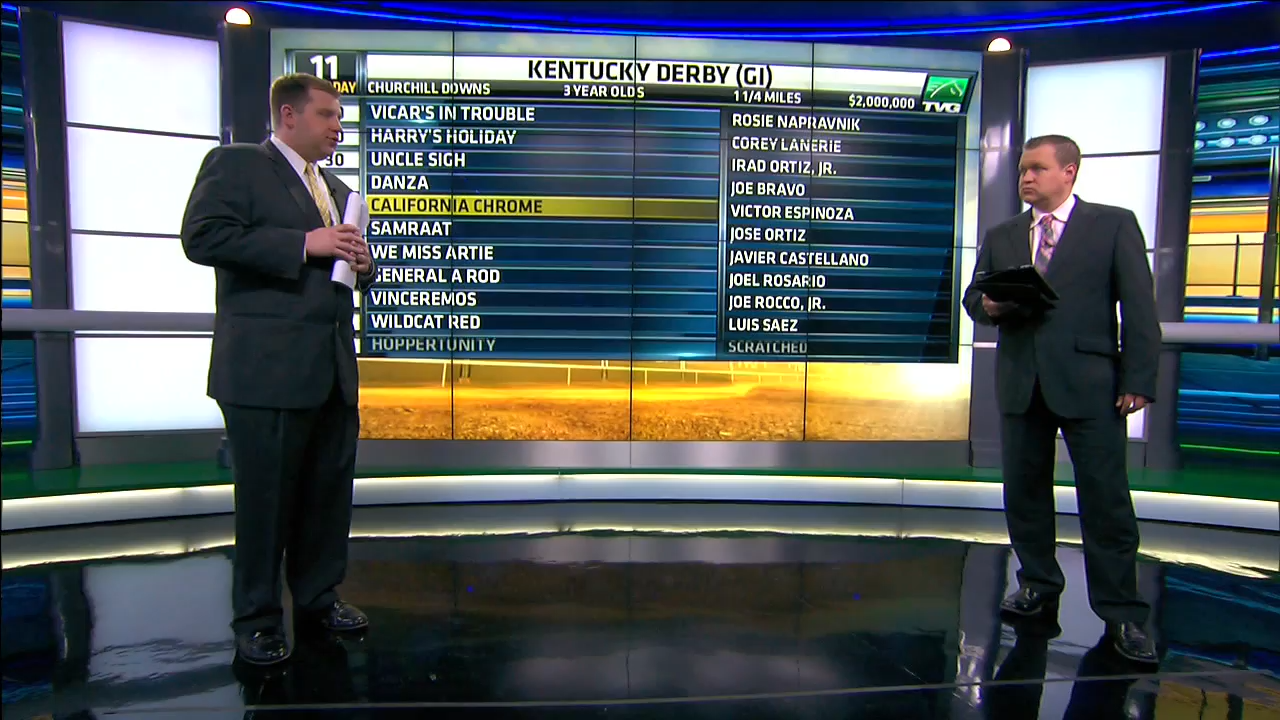 11
KENTUCKY DERBY (GI)
DAY
CHURCHILL DOWNS
3 YEAR OLDS
1 1/4 MILES
$2,000,000
TVG
VICAR'S IN TROUBLE
ROSIE NAPRAVNIK
HARRY'S HOLIDAY
COREY LANERIE
30
UNCLE SIGH
IRAD ORTIZ, JR.
DANZA
JOE BRAVO
CALIFORNIA CHROME
VICTOR ESPINOZA
SAMRAAT
JOSE ORTIZ
WE MISS ARTIE
JAVIER CASTELLANO
GENERAL A ROD
JOEL ROSARIO
VINCEREMOS
JOE ROCCO, JR.
WILDCAT RED
LUIS SAEZ
HOPPERTUNITY
SCRATCHED